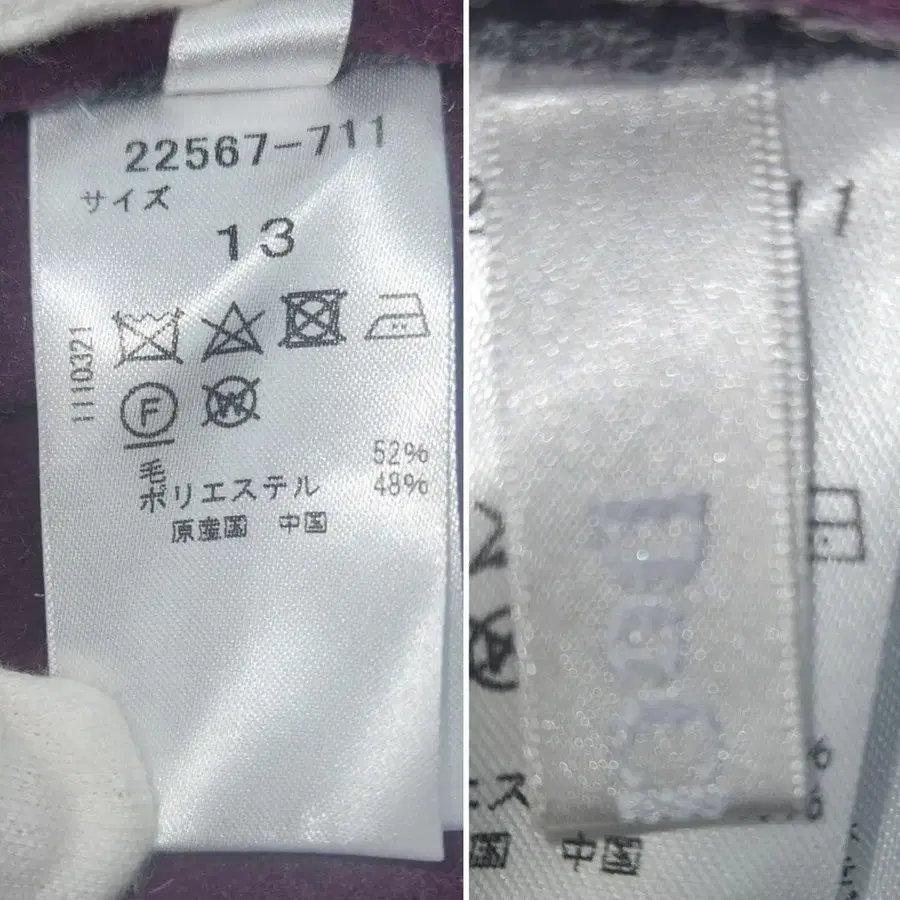 22567-711
サイズ
13
1110321
F
W
毛 52%
ポリエステル 48%
原産国 中国
11
中国